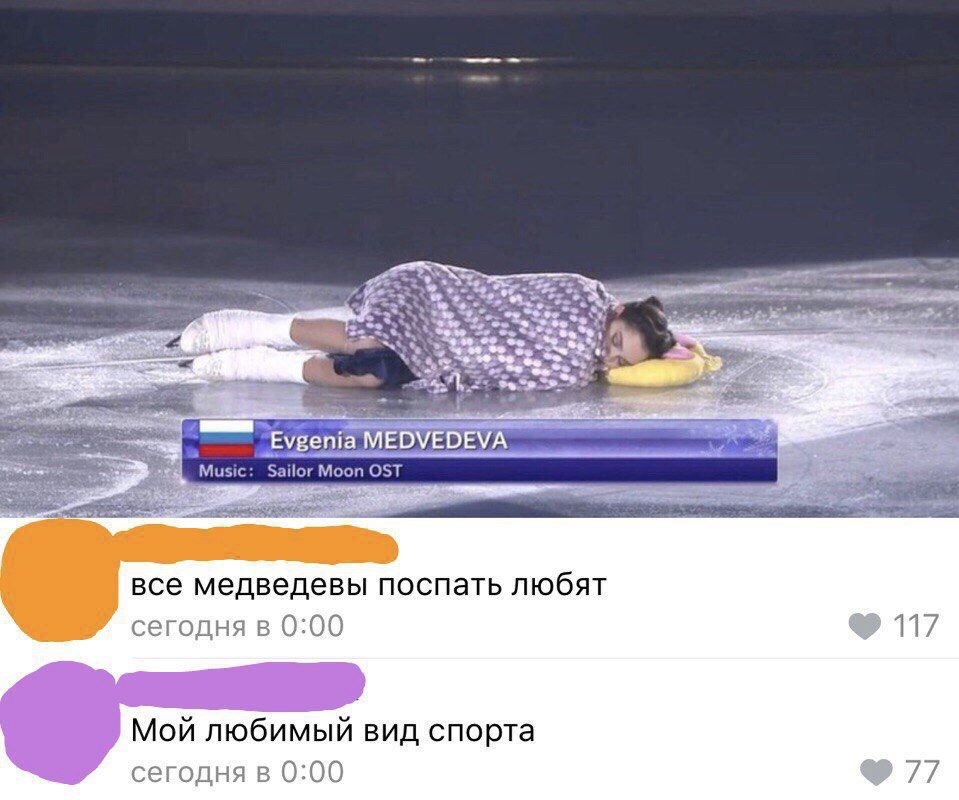 Evgenia MEDVEDEVA
Music: Sailor Moon OST
все медведевы поспать любят
сегодня в 0:00
117
Мой любимый вид спорта
сегодня в 0:00
77